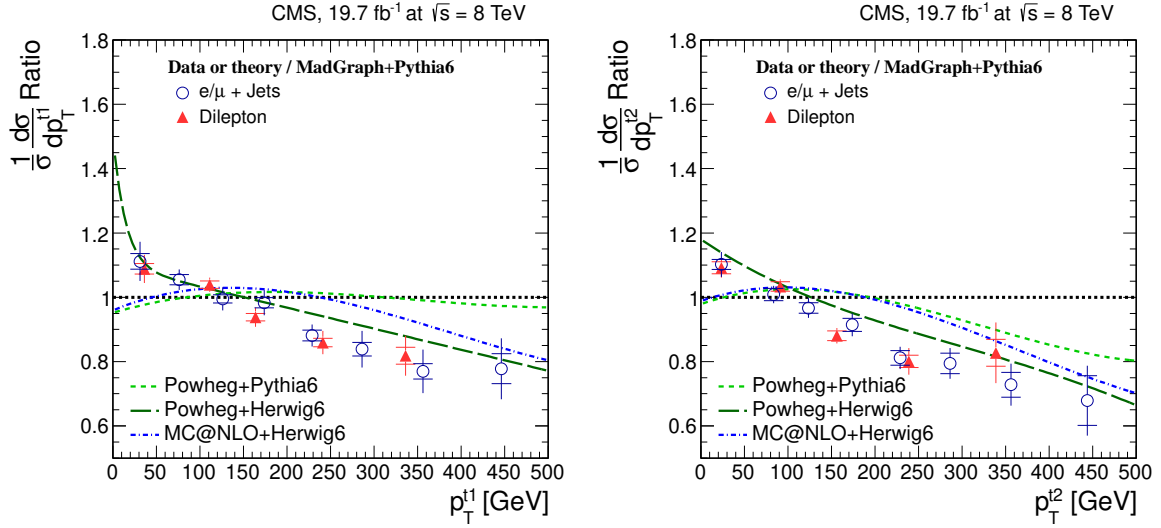 CMS, 19.7 fb⁻¹ at √s = 8 TeV
1/σ dσ/dp_T^t1 Ratio
1.8
1.6
1.4
1.2
1
0.8
0.6
Data or theory / MadGraph+Pythia6
e/μ + Jets
Dilepton
Powheg+Pythia6
Powheg+Herwig6
MC@NLO+Herwig6
0 50 100 150 200 250 300 350 400 450 500
p_T^t1 [GeV]
CMS, 19.7 fb⁻¹ at √s = 8 TeV
1/σ dσ/dp_T^t2 Ratio
1.8
1.6
1.4
1.2
1
0.8
0.6
Data or theory / MadGraph+Pythia6
e/μ + Jets
Dilepton
Powheg+Pythia6
Powheg+Herwig6
MC@NLO+Herwig6
0 50 100 150 200 250 300 350 400 450 500
p_T^t2 [GeV]